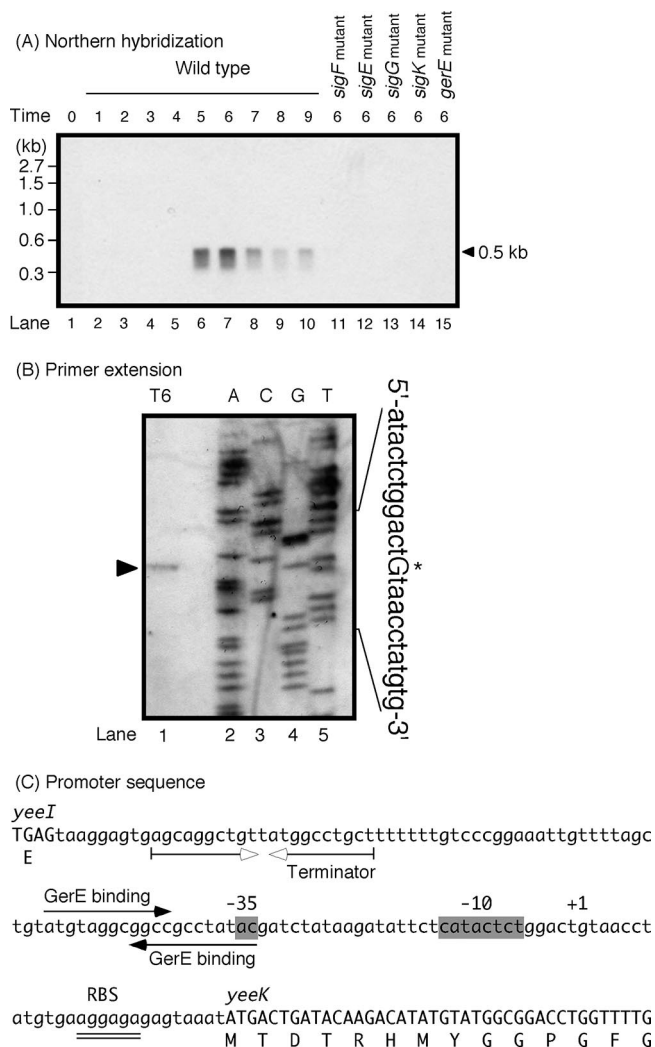 (A) Northern hybridization
Wild type
sigF mutant
sigE mutant
sigG mutant
sigK mutant
gerE mutant
Time 0 1 2 3 4 5 6 7 8 9 6 6 6 6 6
(kb)
2.7
1.5
1.0
0.6
0.3
0.5 kb
Lane 1 2 3 4 5 6 7 8 9 10 11 12 13 14 15
(B) Primer extension
T6 A C G T
5'-atactctggactGtaacctatgtg-3'
*
Lane 1 2 3 4 5
(C) Promoter sequence
yeeI
TGAGtaaggagtgagcaggctgttatggcctgcttttttttgtcccggaaattgttttagc
E
Terminator
GerE binding -35 -10 +1
tgtatgtaggcggccgcctatacgatctataagatattctcatactctggactgtaacct
GerE binding
RBS yeeK
atgtgaaggagagagtaaatATGACTGATACAAGACATATGTATGGCGGACCTGGTTTTG
M T D T R H M Y G G P G F G